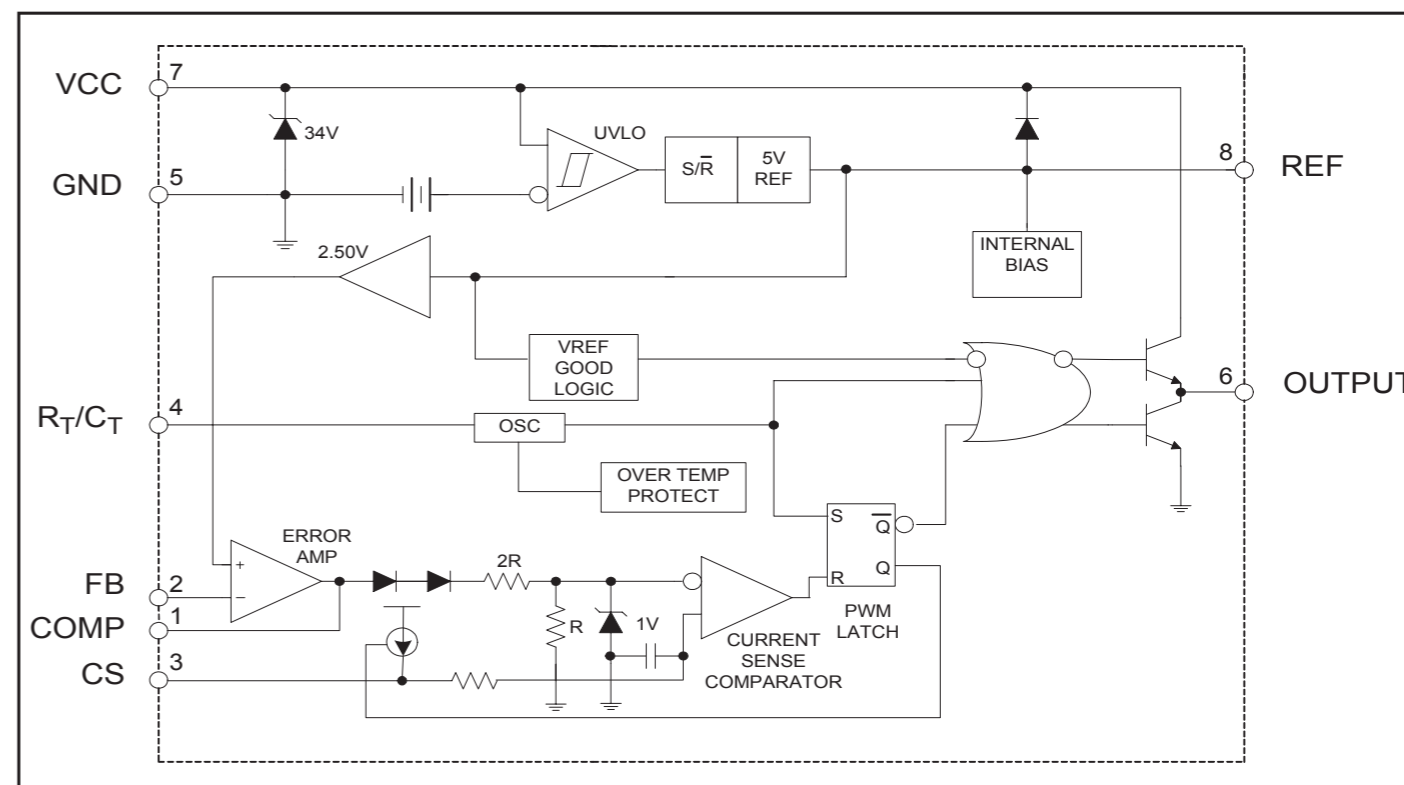 VCC
7
34V
UVLO
S/R̅
5V
REF
8
REF
GND
5
INTERNAL
BIAS
2.50V
VREF
GOOD
LOGIC
6
OUTPUT
RT/CT
4
OSC
OVER TEMP
PROTECT
S
Q̅
R
Q
PWM
LATCH
ERROR
AMP
+
−
2R
R
1V
CURRENT
SENSE
COMPARATOR
FB
2
COMP
1
CS
3